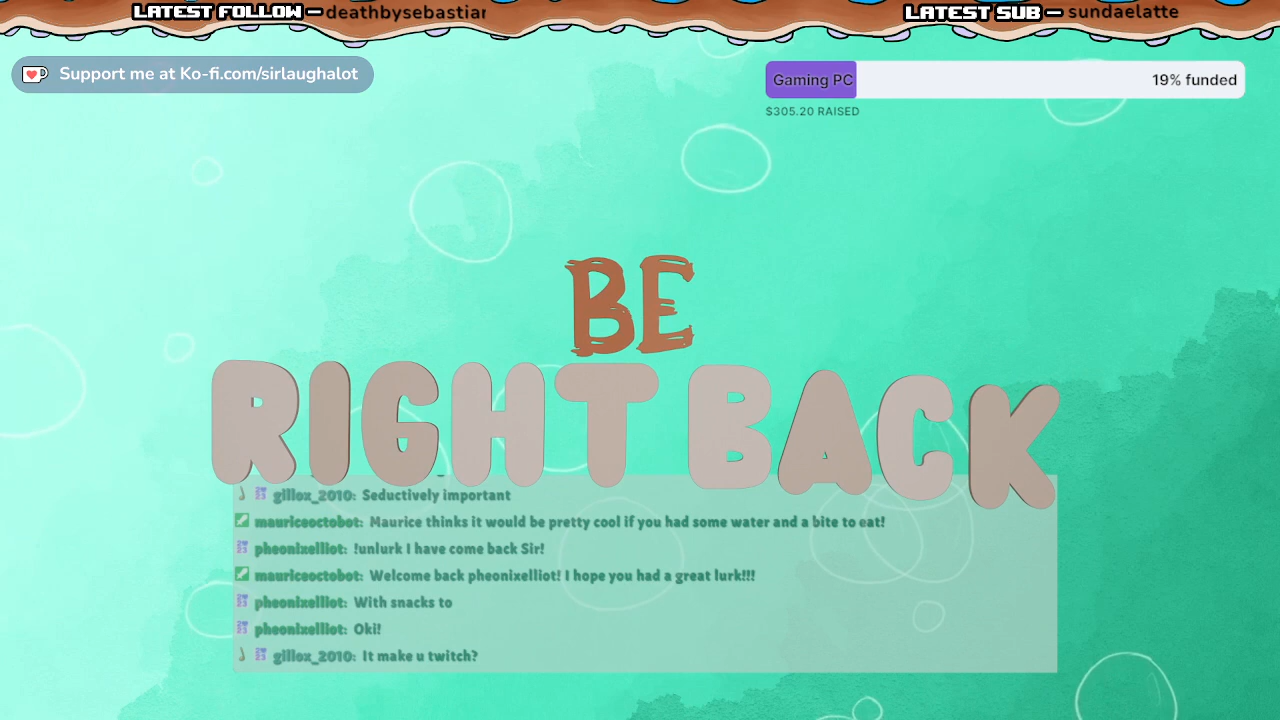 LATEST FOLLOW – deathbysebastian
LATEST SUB – sundaelatte
Support me at Ko-fi.com/sirlaughalot
Gaming PC 19% funded
$305.20 RAISED
BE
RIGHT BACK
gillox_2010: Seductively important
mauriceoctobot: Maurice thinks it would be pretty cool if you had some water and a bite to eat!
pheonixelliot: !unlurk I have come back Sir!
mauriceoctobot: Welcome back pheonixelliot! I hope you had a great lurk!!!
pheonixelliot: With snacks to
pheonixelliot: Oki!
gillox_2010: It make u twitch?